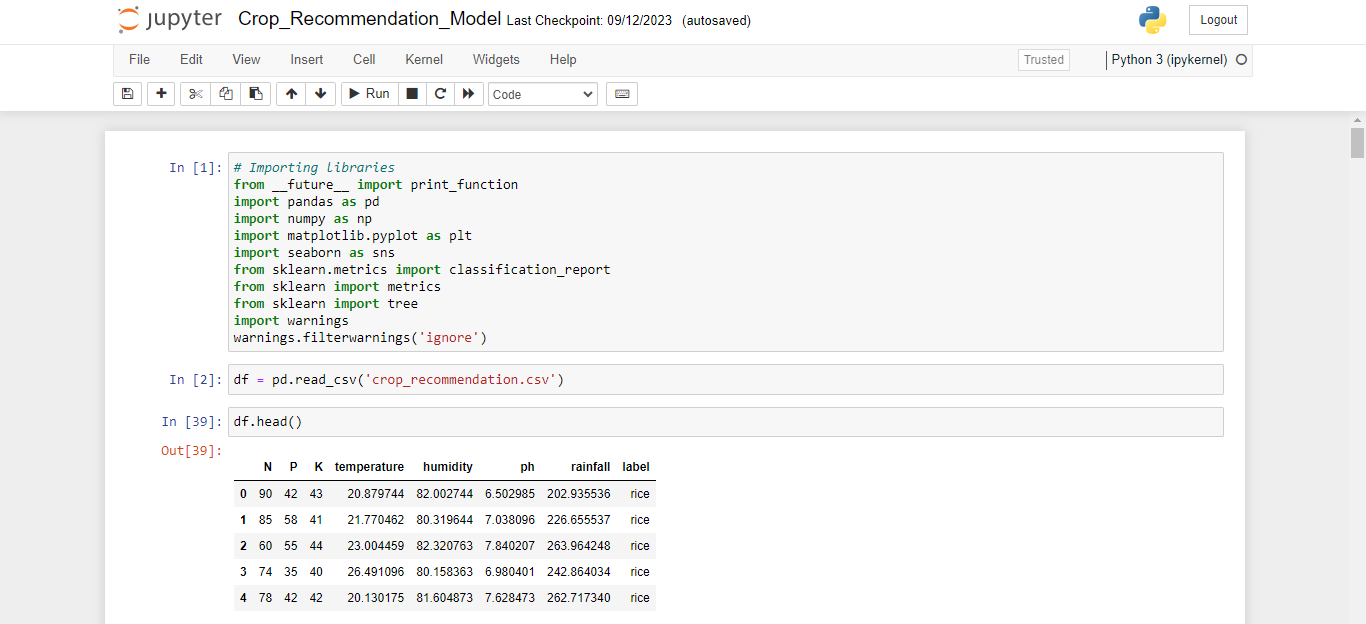 jupyter Crop_Recommendation_Model Last Checkpoint: 09/12/2023 (autosaved) Logout
File Edit View Insert Cell Kernel Widgets Help Trusted Python 3 (ipykernel)
Run Code
In [1]: # Importing libraries
from __future__ import print_function
import pandas as pd
import numpy as np
import matplotlib.pyplot as plt
import seaborn as sns
from sklearn.metrics import classification_report
from sklearn import metrics
from sklearn import tree
import warnings
warnings.filterwarnings('ignore')
In [2]: df = pd.read_csv('crop_recommendation.csv')
In [39]: df.head()
Out[39]:
N P K temperature humidity ph rainfall label
0 90 42 43 20.879744 82.002744 6.502985 202.935536 rice
1 85 58 41 21.770462 80.319644 7.038096 226.655537 rice
2 60 55 44 23.004459 82.320763 7.840207 263.964248 rice
3 74 35 40 26.491096 80.158363 6.980401 242.864034 rice
4 78 42 42 20.130175 81.604873 7.628473 262.717340 rice